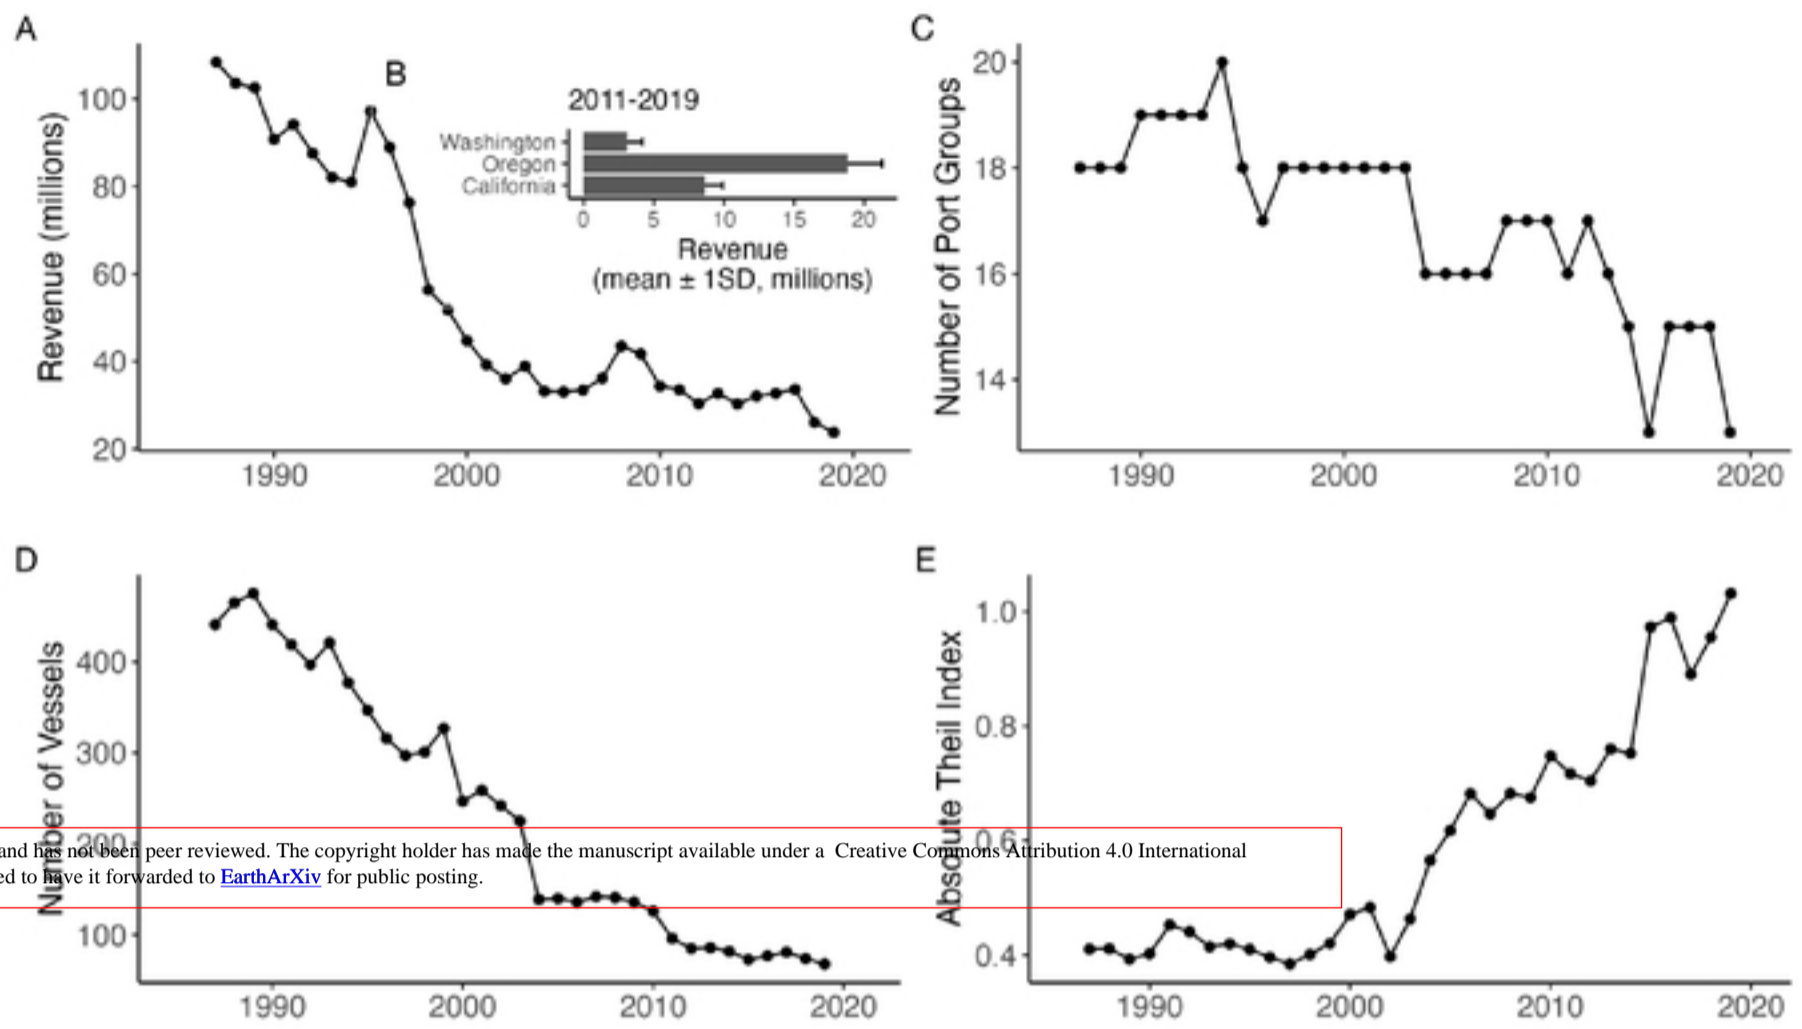 A
Revenue (millions)
100
80
60
40
20
1990 2000 2010 2020
B
2011-2019
Washington
Oregon
California
0 5 10 15 20
Revenue
(mean ± 1SD, millions)
C
Number of Port Groups
20
18
16
14
1990 2000 2010 2020
D
Number of Vessels
400
300
200
100
1990 2000 2010 2020
E
Absolute Theil Index
1.0
0.8
0.6
0.4
1990 2000 2010 2020
and has not been peer reviewed. The copyright holder has made the manuscript available under a Creative Commons Attribution 4.0 International
ed to have it forwarded to EarthArXiv for public posting.